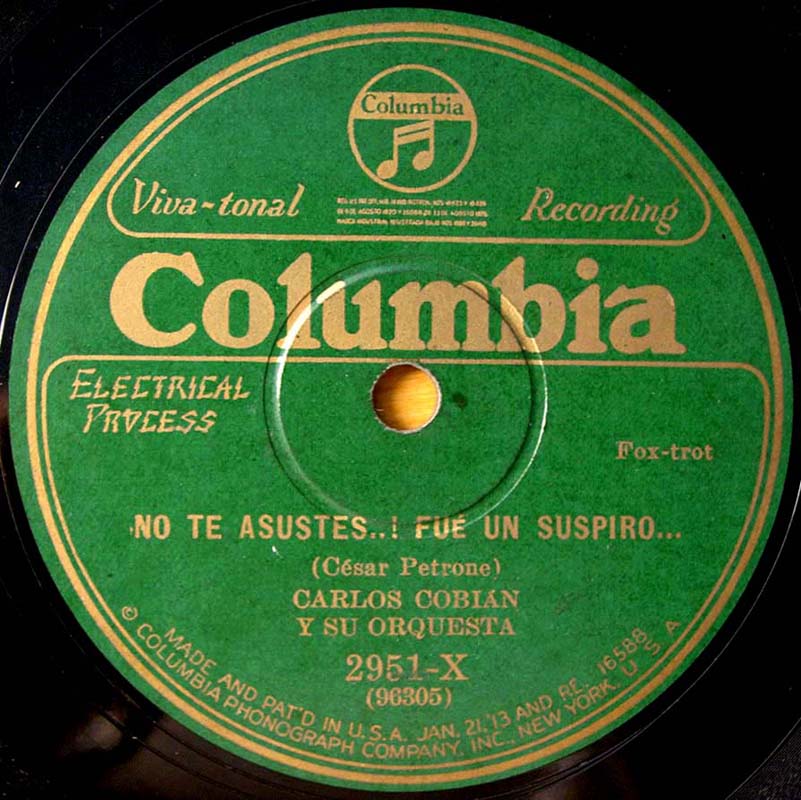 Columbia
Viva-tonal
Recording
Columbia
ELECTRICAL
PROCESS
Fox-trot
NO TE ASUSTES..! FUÉ UN SUSPIRO...
(César Petrone)
CARLOS COBIÁN
Y SU ORQUESTA
2951-X
(96305)
MADE AND PAT'D IN U.S.A. JAN. 21, '13 AND RE. 16588
© COLUMBIA PHONOGRAPH COMPANY, INC., NEW YORK, U S A